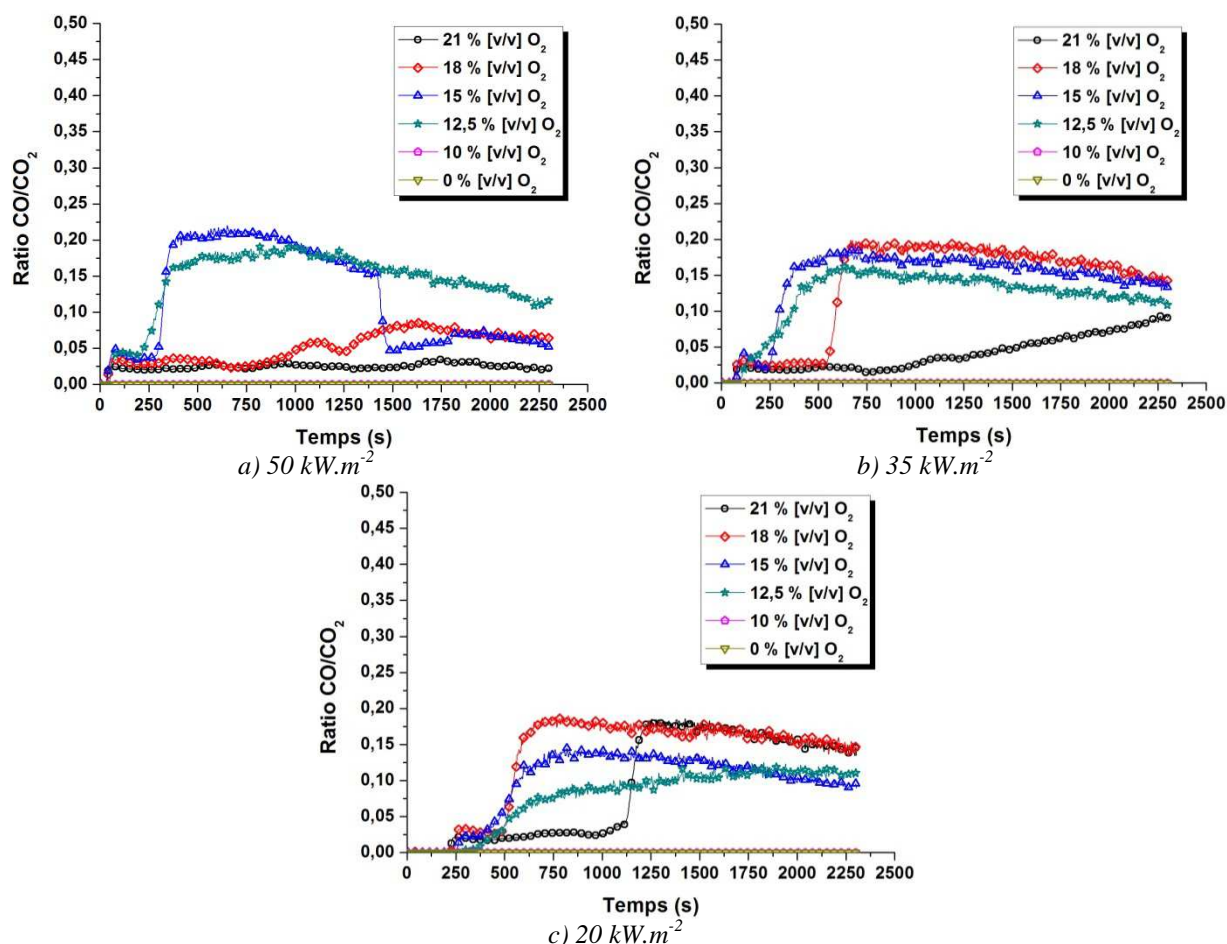 0,50
0,45
0,40
0,35
0,30
0,25
0,20
0,15
0,10
0,05
0,00
Ratio CO/CO2
21 % [v/v] O2
18 % [v/v] O2
15 % [v/v] O2
12,5 % [v/v] O2
10 % [v/v] O2
0 % [v/v] O2
0 250 500 750 1000 1250 1500 1750 2000 2250 2500
Temps (s)
a) 50 kW.m-2
0,50
0,45
0,40
0,35
0,30
0,25
0,20
0,15
0,10
0,05
0,00
Ratio CO/CO2
21 % [v/v] O2
18 % [v/v] O2
15 % [v/v] O2
12,5 % [v/v] O2
10 % [v/v] O2
0 % [v/v] O2
0 250 500 750 1000 1250 1500 1750 2000 2250 2500
Temps (s)
b) 35 kW.m-2
0,50
0,45
0,40
0,35
0,30
0,25
0,20
0,15
0,10
0,05
0,00
Ratio CO/CO2
21 % [v/v] O2
18 % [v/v] O2
15 % [v/v] O2
12,5 % [v/v] O2
10 % [v/v] O2
0 % [v/v] O2
0 250 500 750 1000 1250 1500 1750 2000 2250 2500
Temps (s)
c) 20 kW.m-2